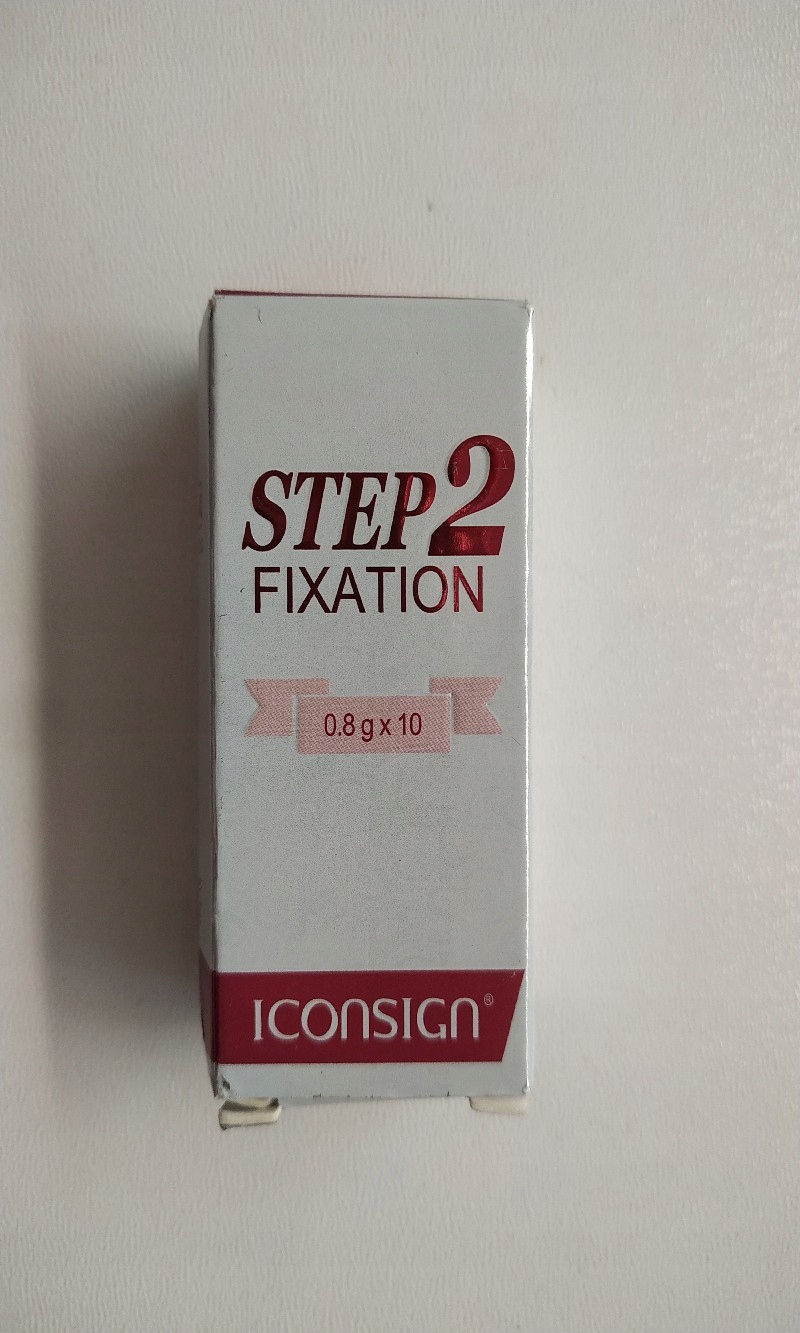 STEP2
FIXATION
0.8 g x 10
ICONSIGN®